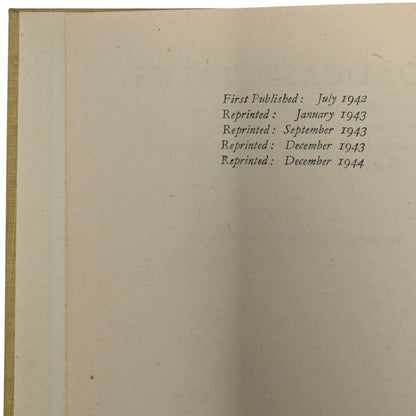 First Published: July 1942
Reprinted: January 1943
Reprinted: September 1943
Reprinted: December 1943
Reprinted: December 1944